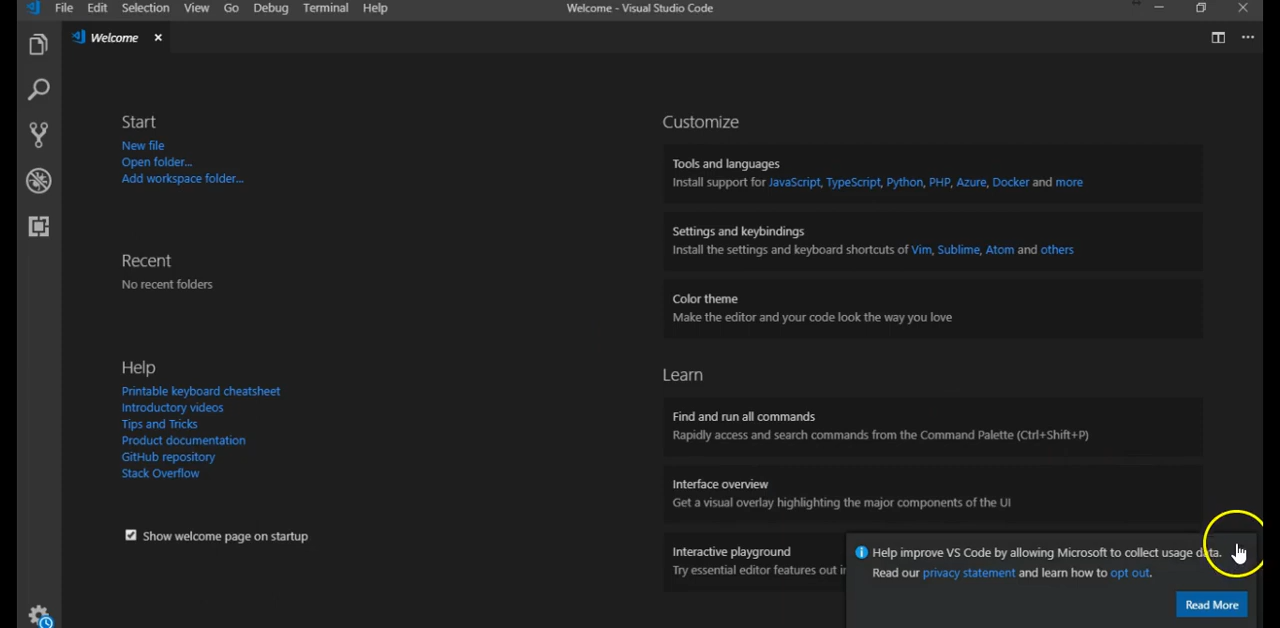 File Edit Selection View Go Debug Terminal Help
Welcome - Visual Studio Code
Welcome
Start
New file
Open folder...
Add workspace folder...
Recent
No recent folders
Help
Printable keyboard cheatsheet
Introductory videos
Tips and Tricks
Product documentation
GitHub repository
Stack Overflow
Show welcome page on startup
Customize
Tools and languages
Install support for JavaScript, TypeScript, Python, PHP, Azure, Docker and more
Settings and keybindings
Install the settings and keyboard shortcuts of Vim, Sublime, Atom and others
Color theme
Make the editor and your code look the way you love
Learn
Find and run all commands
Rapidly access and search commands from the Command Palette (Ctrl+Shift+P)
Interface overview
Get a visual overlay highlighting the major components of the UI
Interactive playground
Try essential editor features out in
Help improve VS Code by allowing Microsoft to collect usage data.
Read our privacy statement and learn how to opt out.
Read More